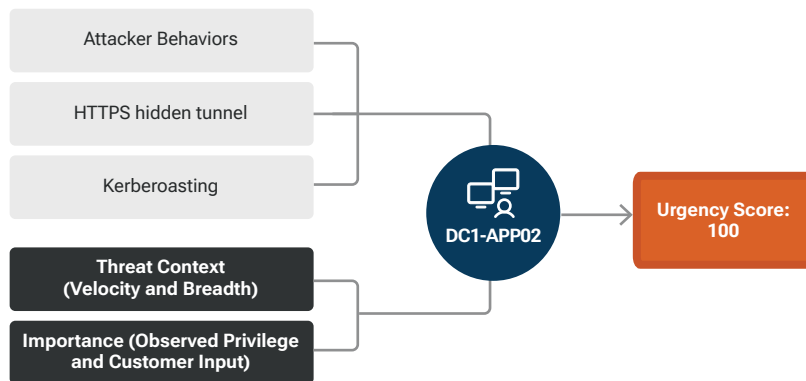 Attacker Behaviors
HTTPS hidden tunnel
Kerberoasting
Threat Context
(Velocity and Breadth)
Importance (Observed Privilege
and Customer Input)
DC1-APP02
Urgency Score:
100